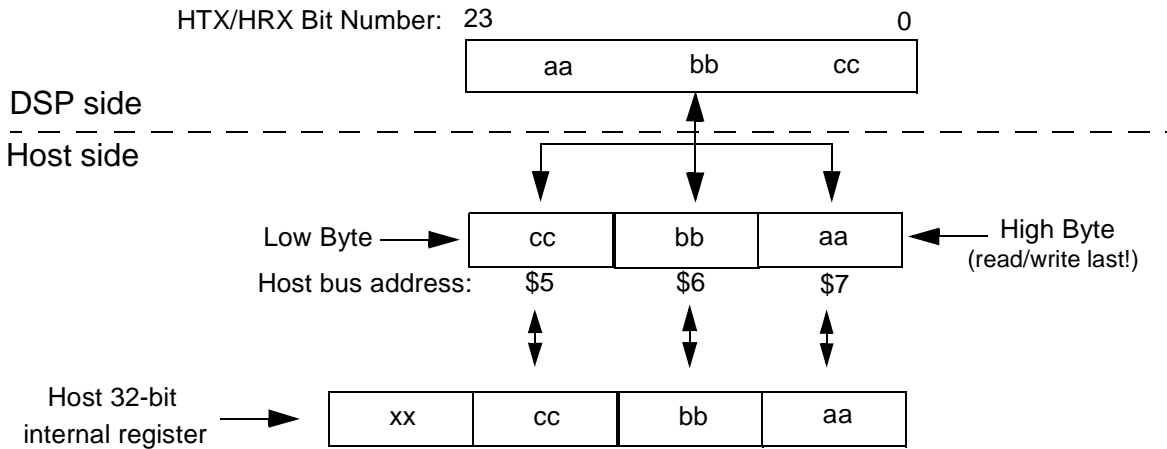 HTX/HRX Bit Number: 23 0
aa bb cc
DSP side
Host side
Low Byte cc bb aa High Byte
(read/write last!)
Host bus address: $5 $6 $7
Host 32-bit
internal register
xx cc bb aa